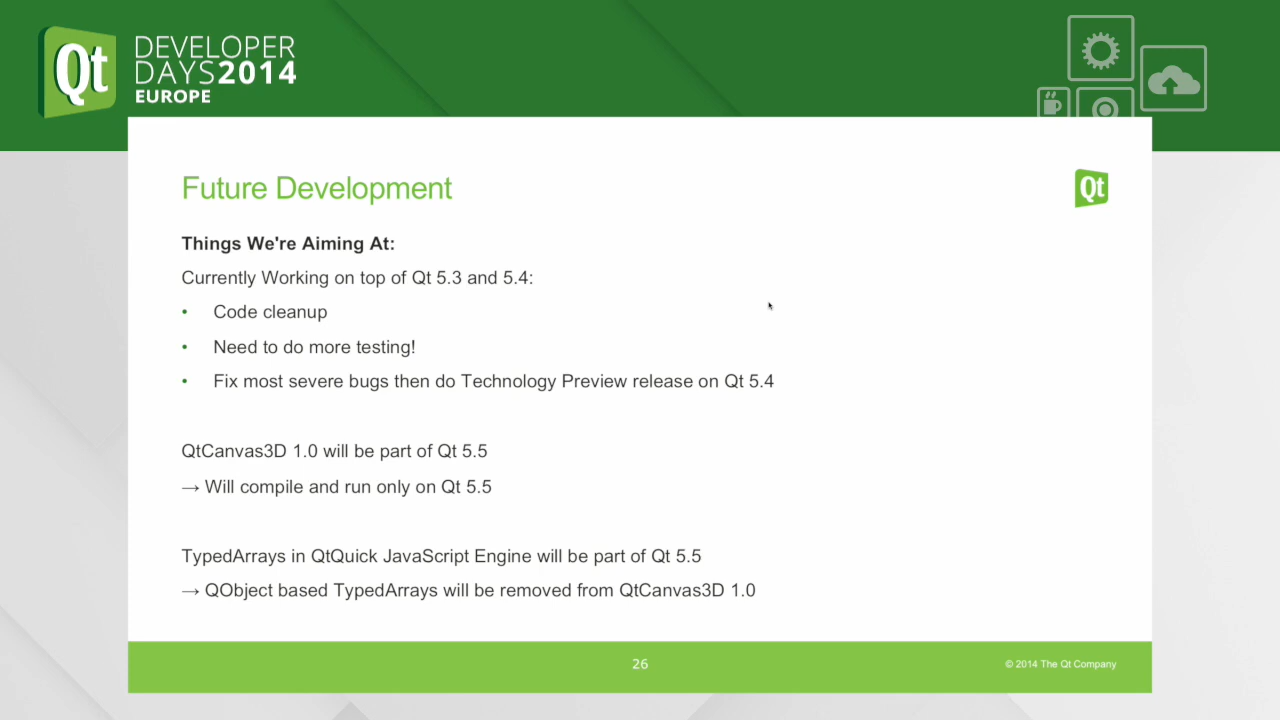 Qt
DEVELOPER
DAYS2014
EUROPE
Future Development
Qt
Things We're Aiming At:
Currently Working on top of Qt 5.3 and 5.4:
• Code cleanup
• Need to do more testing!
• Fix most severe bugs then do Technology Preview release on Qt 5.4
QtCanvas3D 1.0 will be part of Qt 5.5
→ Will compile and run only on Qt 5.5
TypedArrays in QtQuick JavaScript Engine will be part of Qt 5.5
→ QObject based TypedArrays will be removed from QtCanvas3D 1.0
26
© 2014 The Qt Company